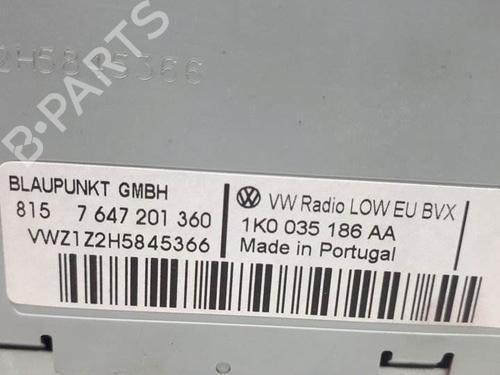 2H5845366
BLAUPUNKT GMBH
815 7 647 201 360
VWZ1Z2H5845366
VW Radio LOW EU BVX
1K0 035 186 AA
Made in Portugal
B-PARTS